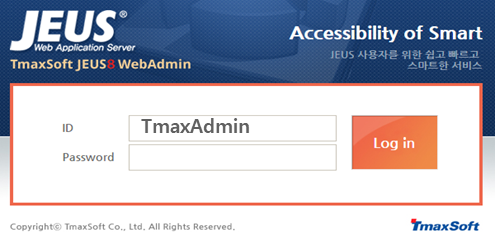 JEUS®
Web Application Server
TmaxSoft JEUS8 WebAdmin
Accessibility of Smart
JEUS 사용자를 위한 쉽고 빠르고
스마트한 서비스
ID
TmaxAdmin
Password
Log in
Copyrightⓒ TmaxSoft Co., Ltd. All Rights Reserved.
TmaxSoft